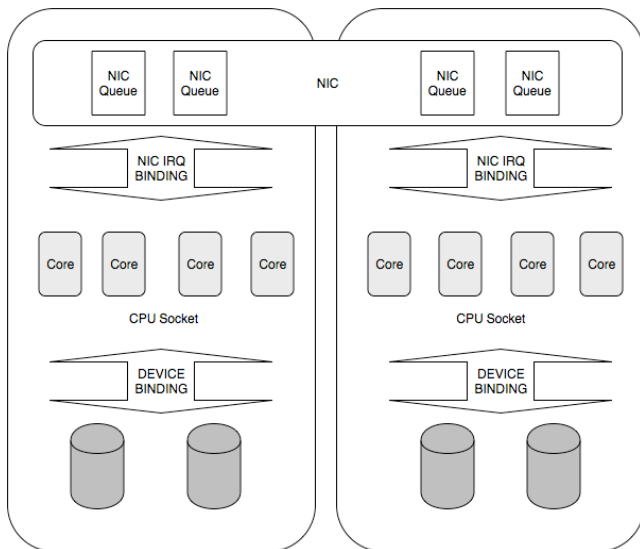 NIC
Queue
NIC
Queue
NIC
NIC
Queue
NIC
Queue
NIC IRQ
BINDING
NIC IRQ
BINDING
Core
Core
Core
Core
Core
Core
Core
Core
CPU Socket
CPU Socket
DEVICE
BINDING
DEVICE
BINDING